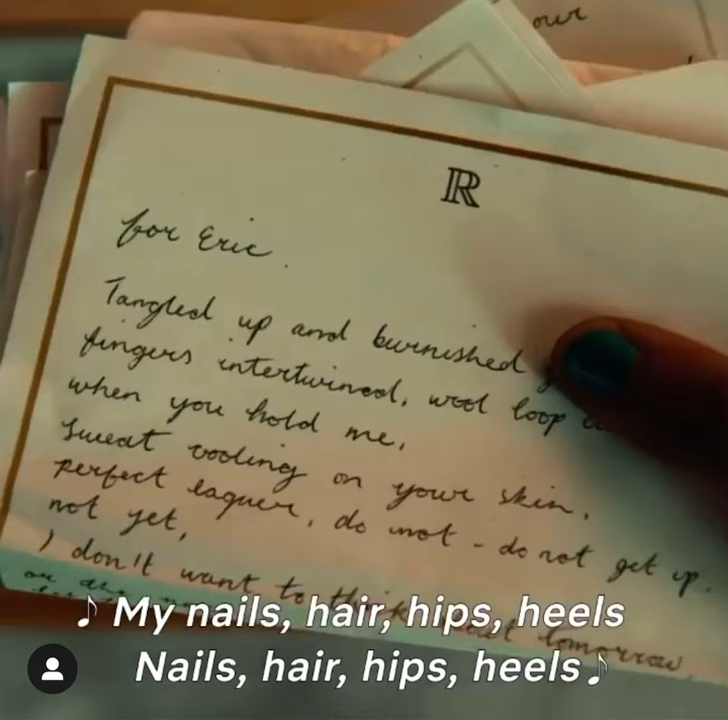 our
R
for Eric.
Tangled up and burnished
fingers intertwined, wool loop
when you hold me,
Sweat cooling on your skin,
perfect laquer, do not - do not get up.
not yet,
I don't want to think about tomorrow,
♪ My nails, hair, hips, heels
Nails, hair, hips, heels ♪